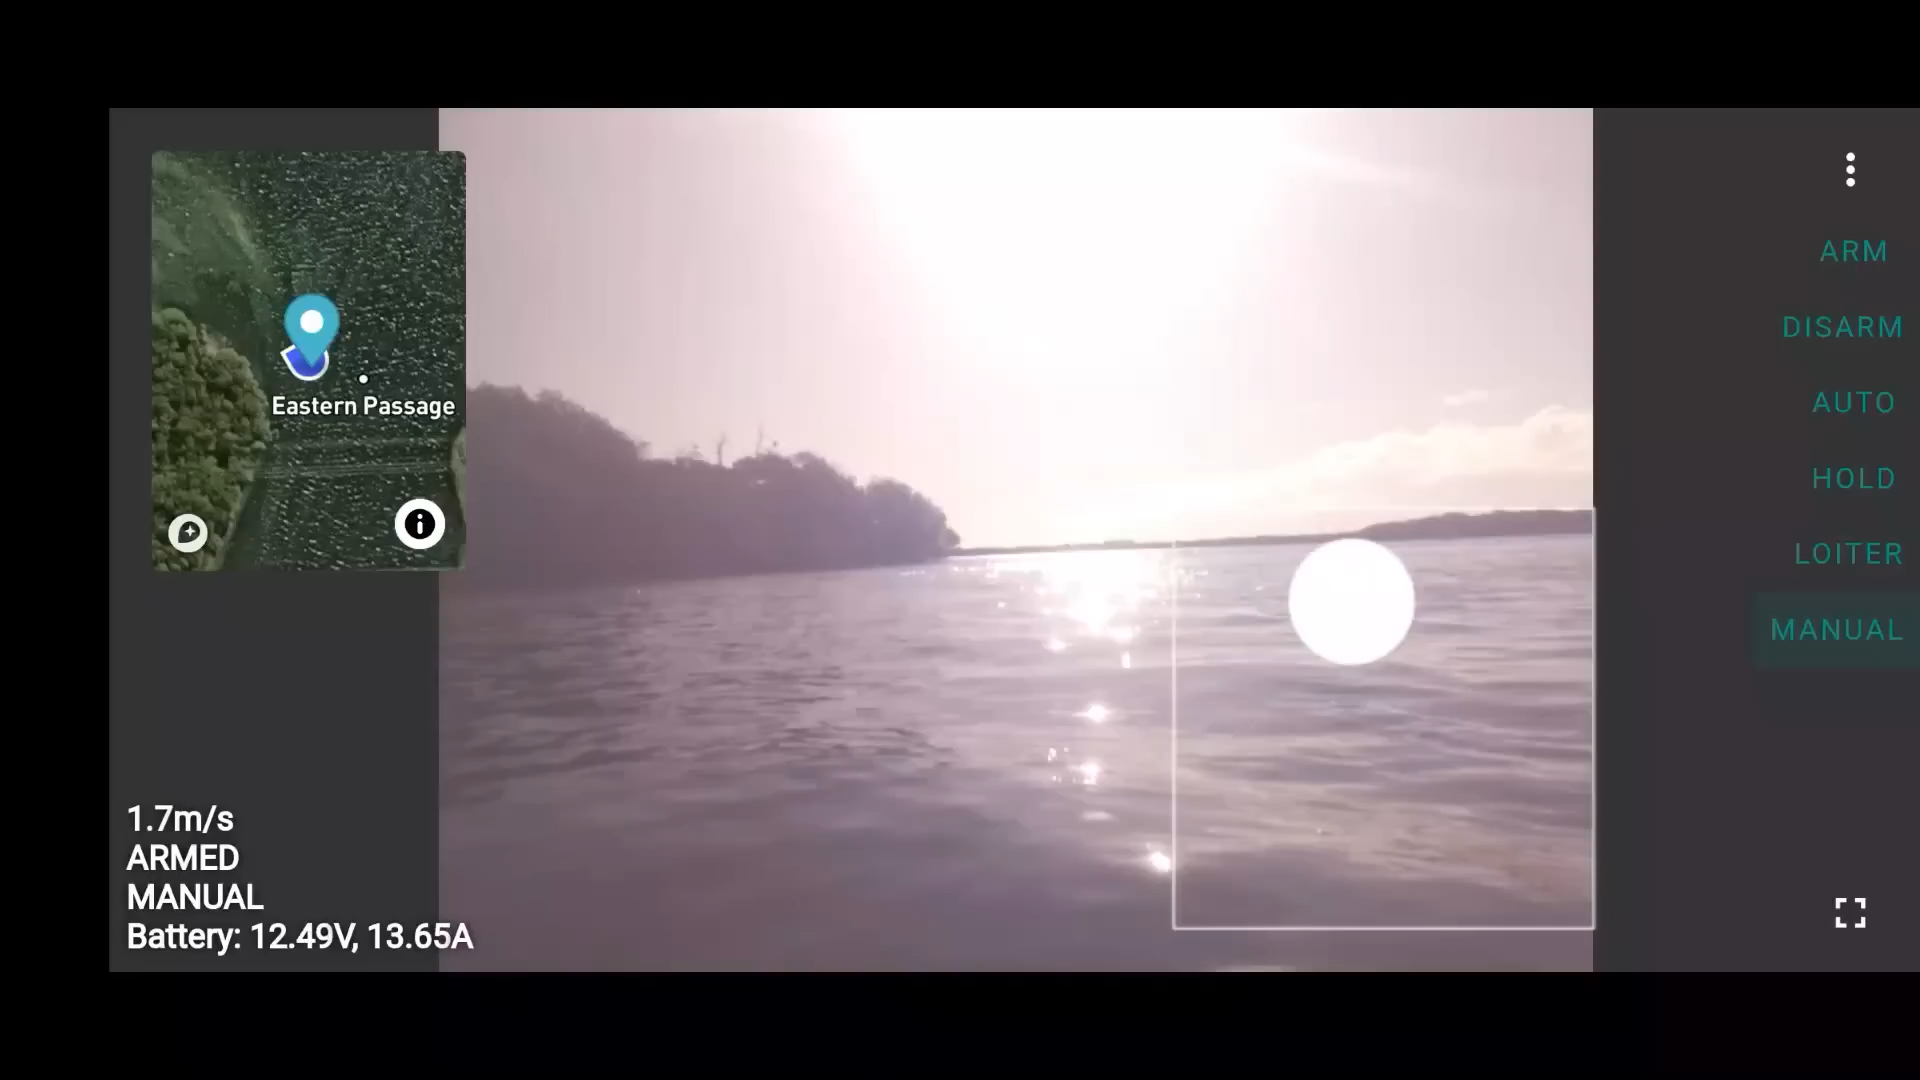 Eastern Passage
1.7m/s
ARMED
MANUAL
Battery: 12.49V, 13.65A
ARM
DISARM
AUTO
HOLD
LOITER
MANUAL